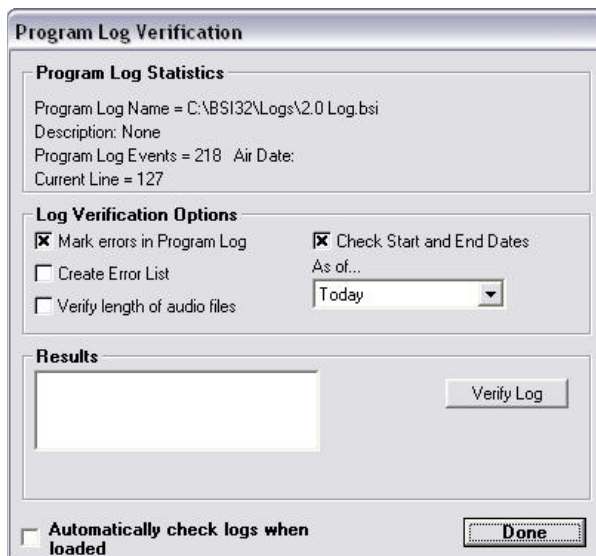 Program Log Verification
Program Log Statistics
Program Log Name = C:\BSI32\Logs\2.0 Log.bsi
Description: None
Program Log Events = 218 Air Date:
Current Line = 127
Log Verification Options
Mark errors in Program Log
Check Start and End Dates
Create Error List
As of...
Today
Verify length of audio files
Results
Verify Log
Automatically check logs when
loaded
Done